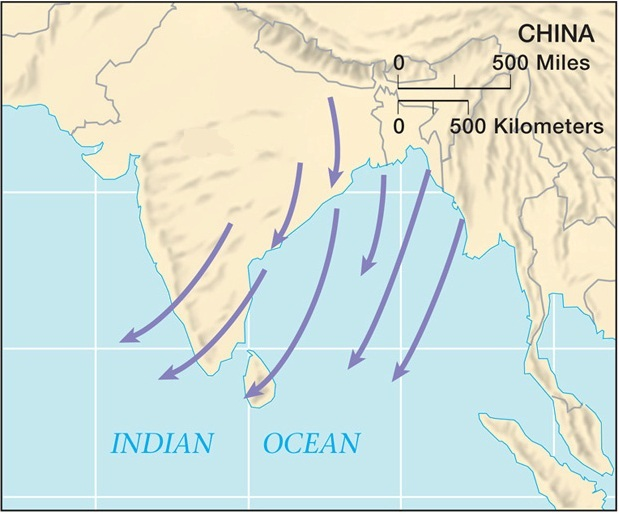 CHINA
0 500 Miles
0 500 Kilometers
INDIAN OCEAN